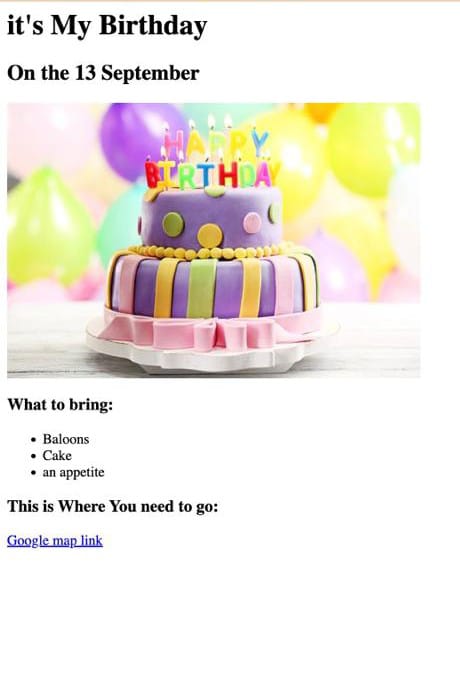 it's My Birthday
On the 13 September
HAPPY
BIRTHDAY
What to bring:
Baloons
Cake
an appetite
This is Where You need to go:
Google map link